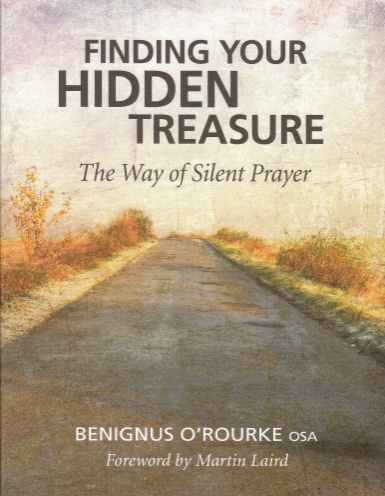 FINDING YOUR
HIDDEN
TREASURE
The Way of Silent Prayer
BENIGNUS O'ROURKE OSA
Foreword by Martin Laird